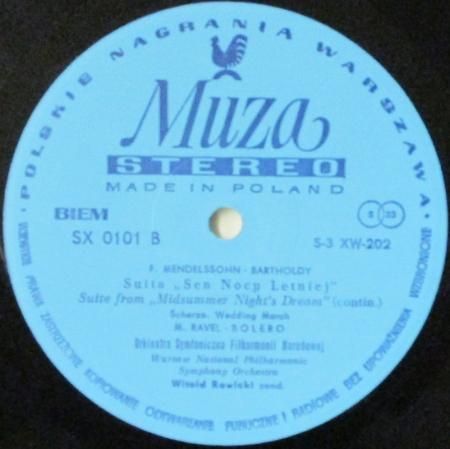 POLSKIE NAGRANIA WARSZAWA
Muza
STEREO
MADE IN POLAND
BIEM
S 33
SX 0101 B
S-3 XW-202
F. MENDELSSOHN - BARTHOLDY
Suita „Sen Nocy Letniej”
Suite from „Midsummer Night's Dream” (contin.)
Scherzo. Wedding Marsh
M. RAVEL - BOLERO
Orkiestra Symfoniczna Filharmonii Narodowej
Warsaw National Philharmonic
Symphony Orchestra
Witold Rowicki cond.
WSZYSTKIE PRAWA ZASTRZEŻONE KOPIOWANIE ODTWARZANIE PUBLICZNE I RADIOWE BEZ UPOWAŻNIENIA WZBRONIONE